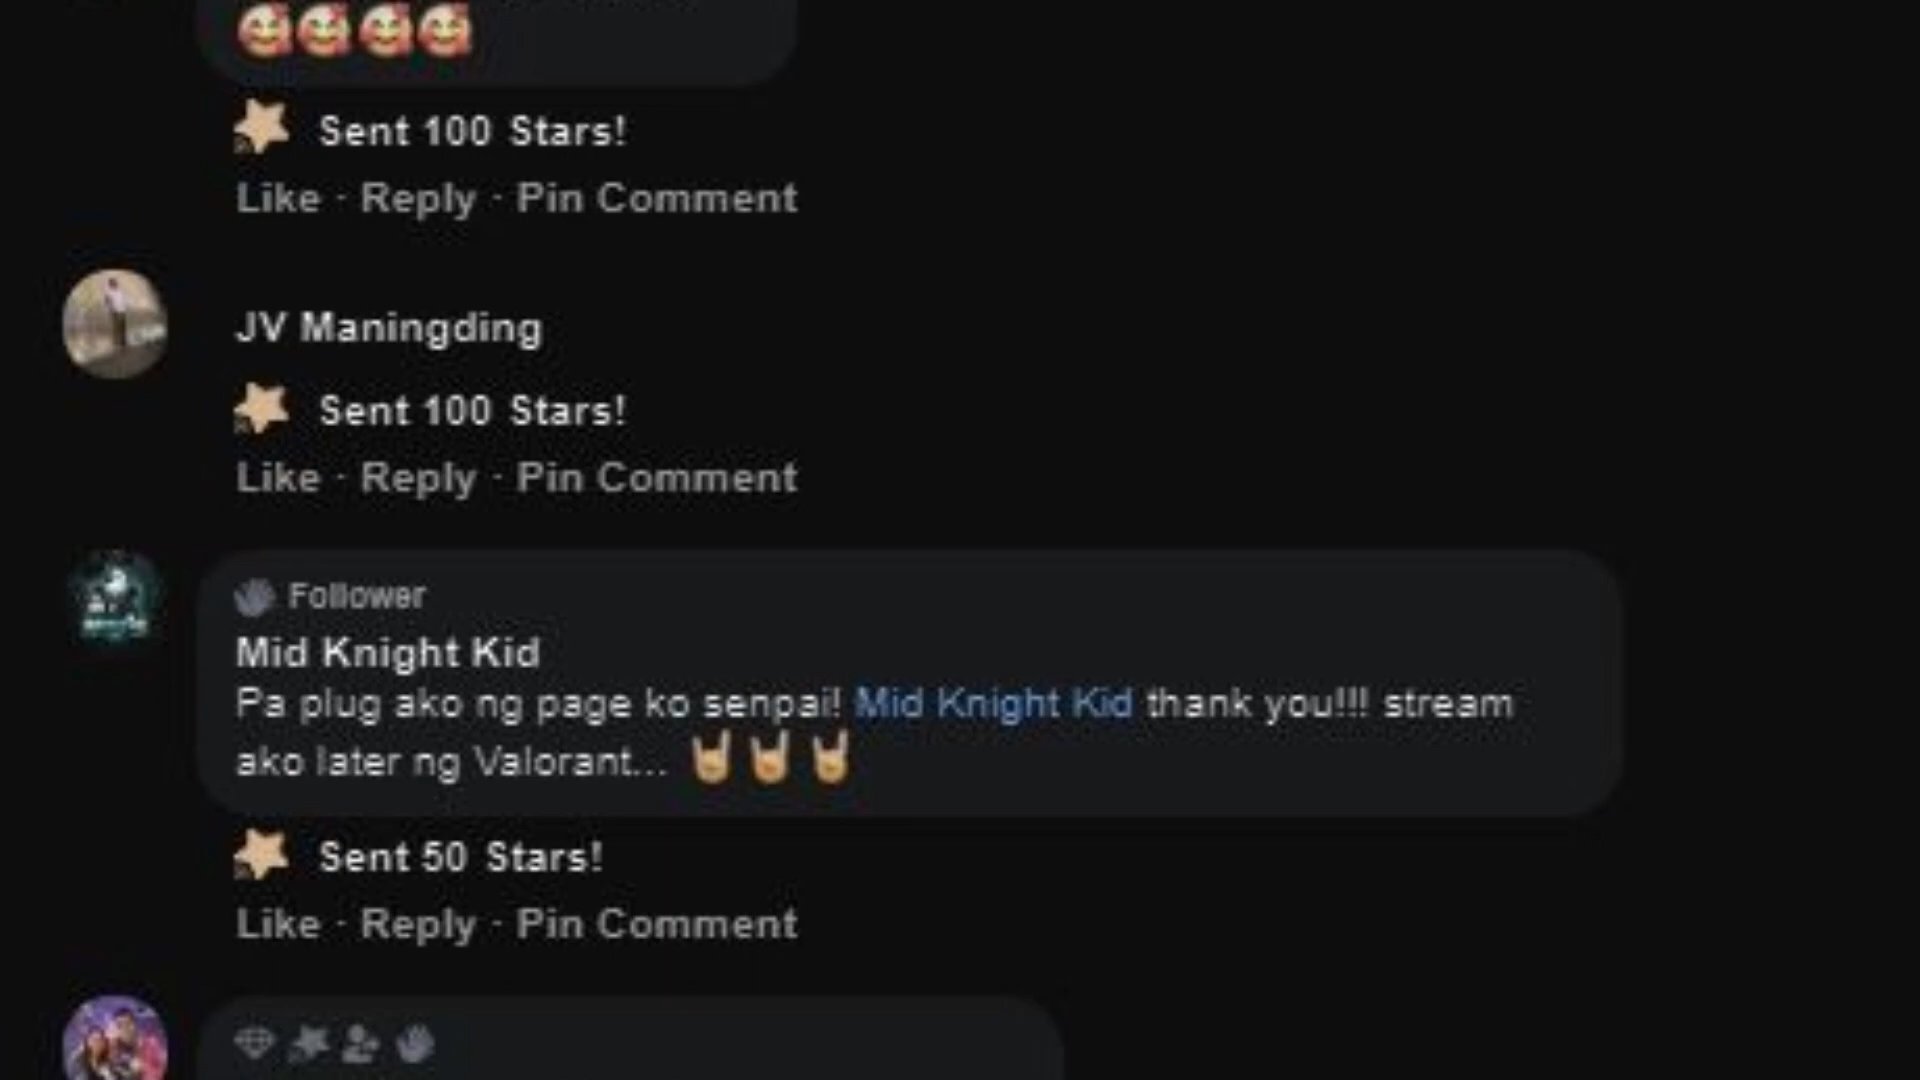 🥰🥰🥰🥰
Sent 100 Stars!
Like · Reply · Pin Comment
JV Maningding
Sent 100 Stars!
Like · Reply · Pin Comment
Follower
Mid Knight Kid
Pa plug ako ng page ko senpai! Mid Knight Kid thank you!!! stream
ako later ng Valorant... 🤘🤘🤘
Sent 50 Stars!
Like · Reply · Pin Comment